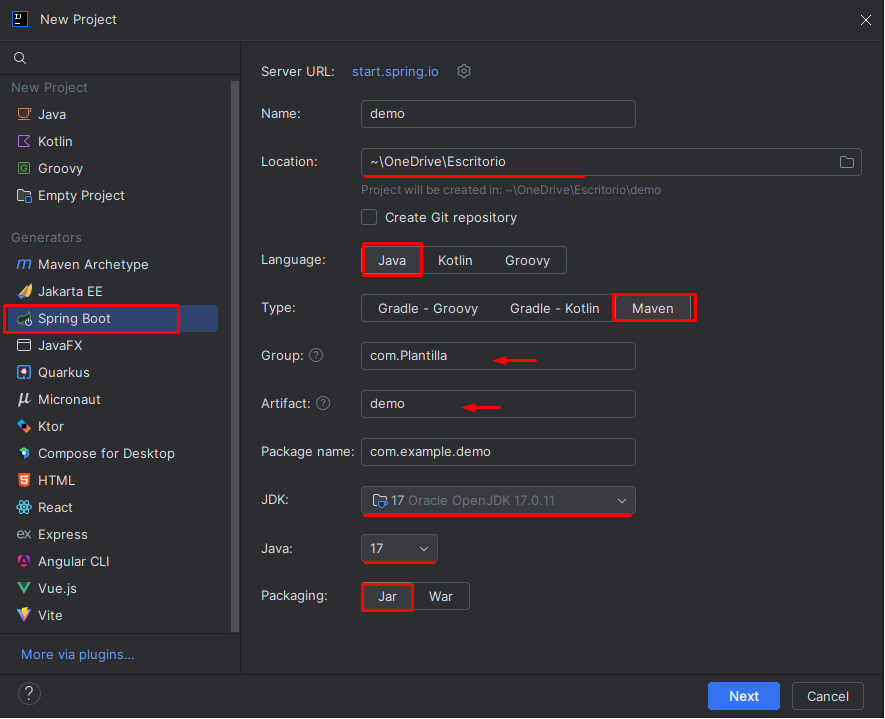 New Project
Server URL: start.spring.io
New Project
Java
Kotlin
Groovy
Empty Project
Generators
Maven Archetype
Jakarta EE
Spring Boot
JavaFX
Quarkus
Micronaut
Ktor
Compose for Desktop
HTML
React
Express
Angular CLI
Vue.js
Vite
More via plugins...
Name: demo
Location: ~\OneDrive\Escritorio
Project will be created in: ~\OneDrive\Escritorio\demo
Create Git repository
Language: Java Kotlin Groovy
Type: Gradle - Groovy Gradle - Kotlin Maven
Group: ? com.Plantilla
Artifact: ? demo
Package name: com.example.demo
JDK: 17 Oracle OpenJDK 17.0.11
Java: 17
Packaging: Jar War
? Next Cancel